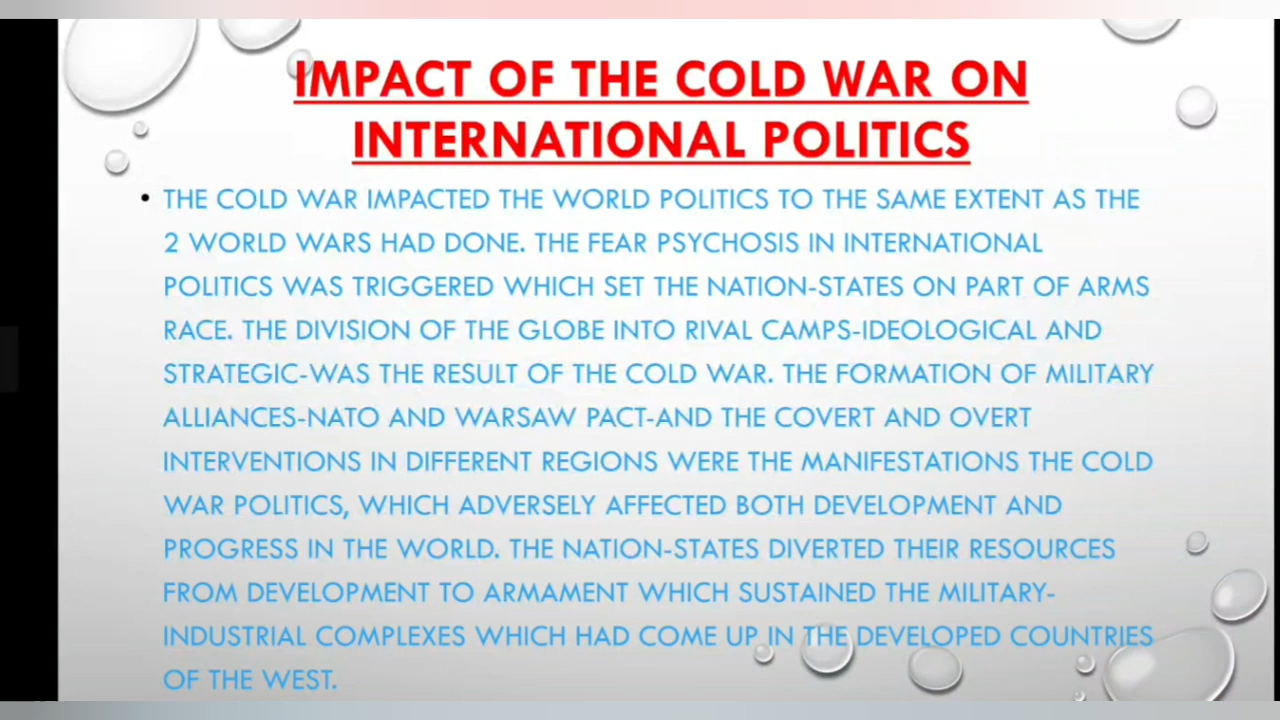 IMPACT OF THE COLD WAR ON
INTERNATIONAL POLITICS
• THE COLD WAR IMPACTED THE WORLD POLITICS TO THE SAME EXTENT AS THE
2 WORLD WARS HAD DONE. THE FEAR PSYCHOSIS IN INTERNATIONAL
POLITICS WAS TRIGGERED WHICH SET THE NATION-STATES ON PART OF ARMS
RACE. THE DIVISION OF THE GLOBE INTO RIVAL CAMPS-IDEOLOGICAL AND
STRATEGIC-WAS THE RESULT OF THE COLD WAR. THE FORMATION OF MILITARY
ALLIANCES-NATO AND WARSAW PACT-AND THE COVERT AND OVERT
INTERVENTIONS IN DIFFERENT REGIONS WERE THE MANIFESTATIONS THE COLD
WAR POLITICS, WHICH ADVERSELY AFFECTED BOTH DEVELOPMENT AND
PROGRESS IN THE WORLD. THE NATION-STATES DIVERTED THEIR RESOURCES
FROM DEVELOPMENT TO ARMAMENT WHICH SUSTAINED THE MILITARY-
INDUSTRIAL COMPLEXES WHICH HAD COME UP IN THE DEVELOPED COUNTRIES
OF THE WEST.